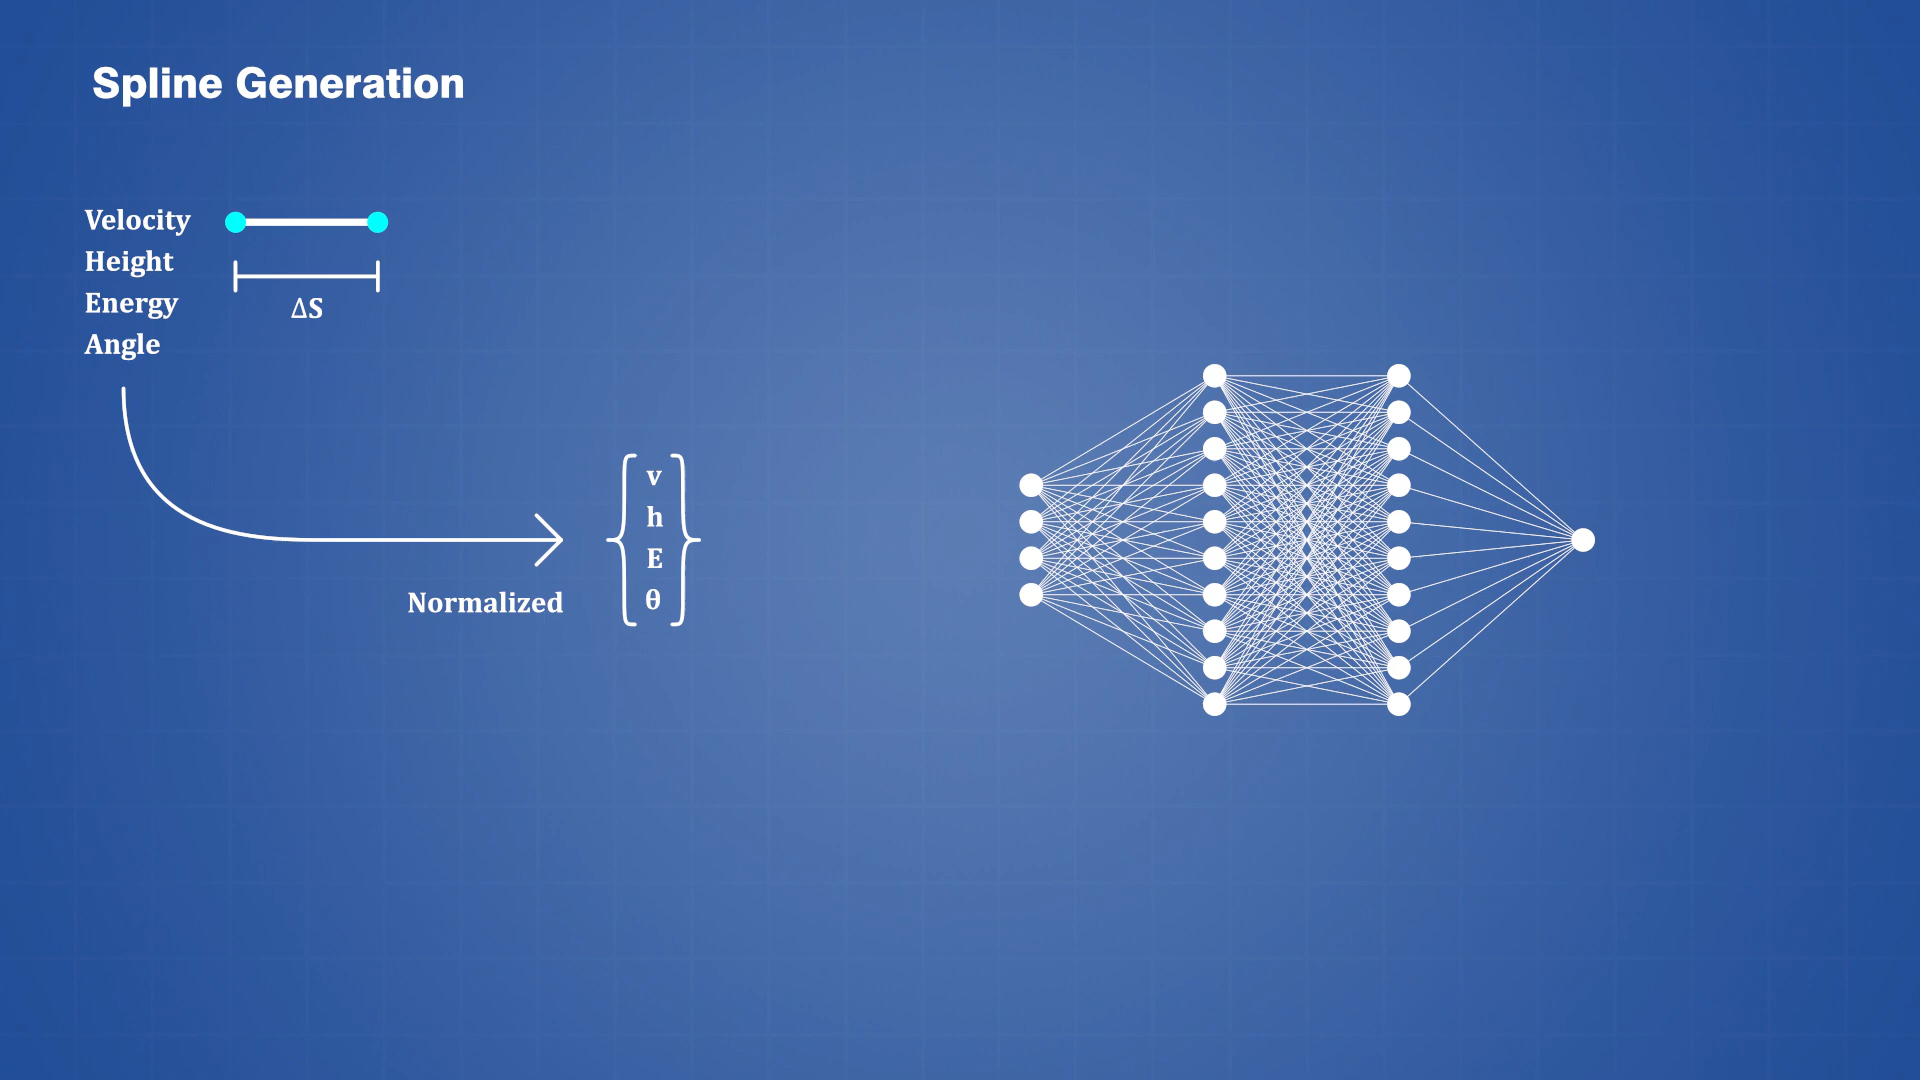 Spline Generation
Velocity
Height
Energy
Angle
ΔS
Normalized
v
h
E
θ